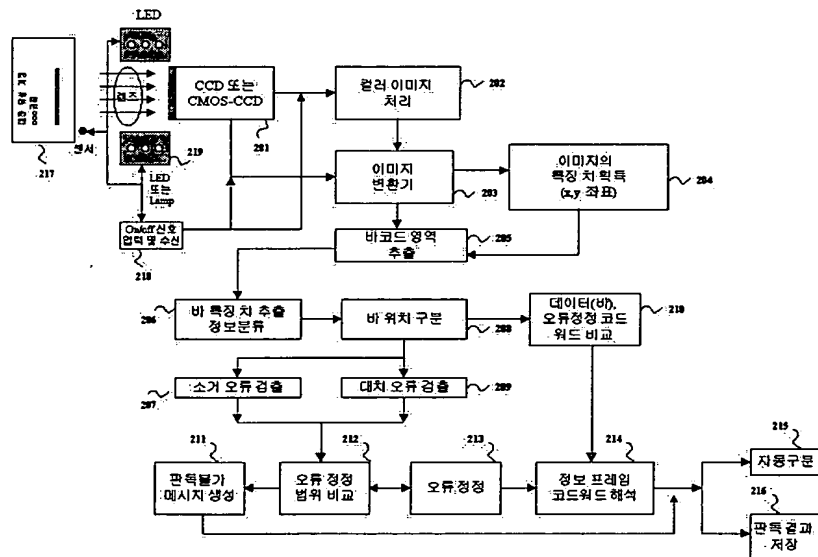 LED
렌즈
센서
217
219
LED
또는
Lamp
On/off 신호
입력 및 수신
218
CCD 또는
CMOS-CCD
201
컬러 이미지
처리
202
이미지
변환기
203
이미지의
특징 치 획득
(x,y 좌표)
204
바코드 영역
추출
205
바 특징 치 추출
정보분류
206
바 위치 구분
208
데이터(바),
오류정정 코드
워드 비교
210
소거 오류 검출
207
대치 오류 검출
209
211
판독불가
메시지 생성
212
오류 정정
범위 비교
213
오류 정정
214
정보 프레임
코드워드 해석
215
자동구분
216
판독 결과
저장